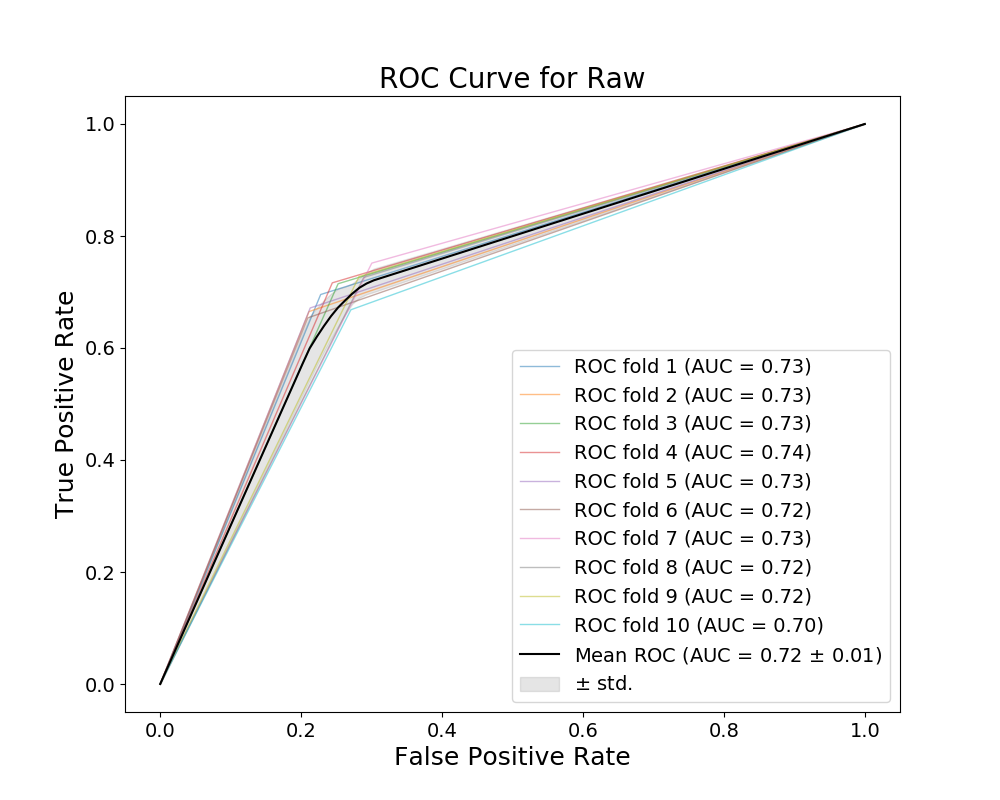 ROC Curve for Raw
True Positive Rate
1.0
0.8
0.6
0.4
0.2
0.0
ROC fold 1 (AUC = 0.73)
ROC fold 2 (AUC = 0.73)
ROC fold 3 (AUC = 0.73)
ROC fold 4 (AUC = 0.74)
ROC fold 5 (AUC = 0.73)
ROC fold 6 (AUC = 0.72)
ROC fold 7 (AUC = 0.73)
ROC fold 8 (AUC = 0.72)
ROC fold 9 (AUC = 0.72)
ROC fold 10 (AUC = 0.70)
Mean ROC (AUC = 0.72 ± 0.01)
± std.
0.0 0.2 0.4 0.6 0.8 1.0
False Positive Rate